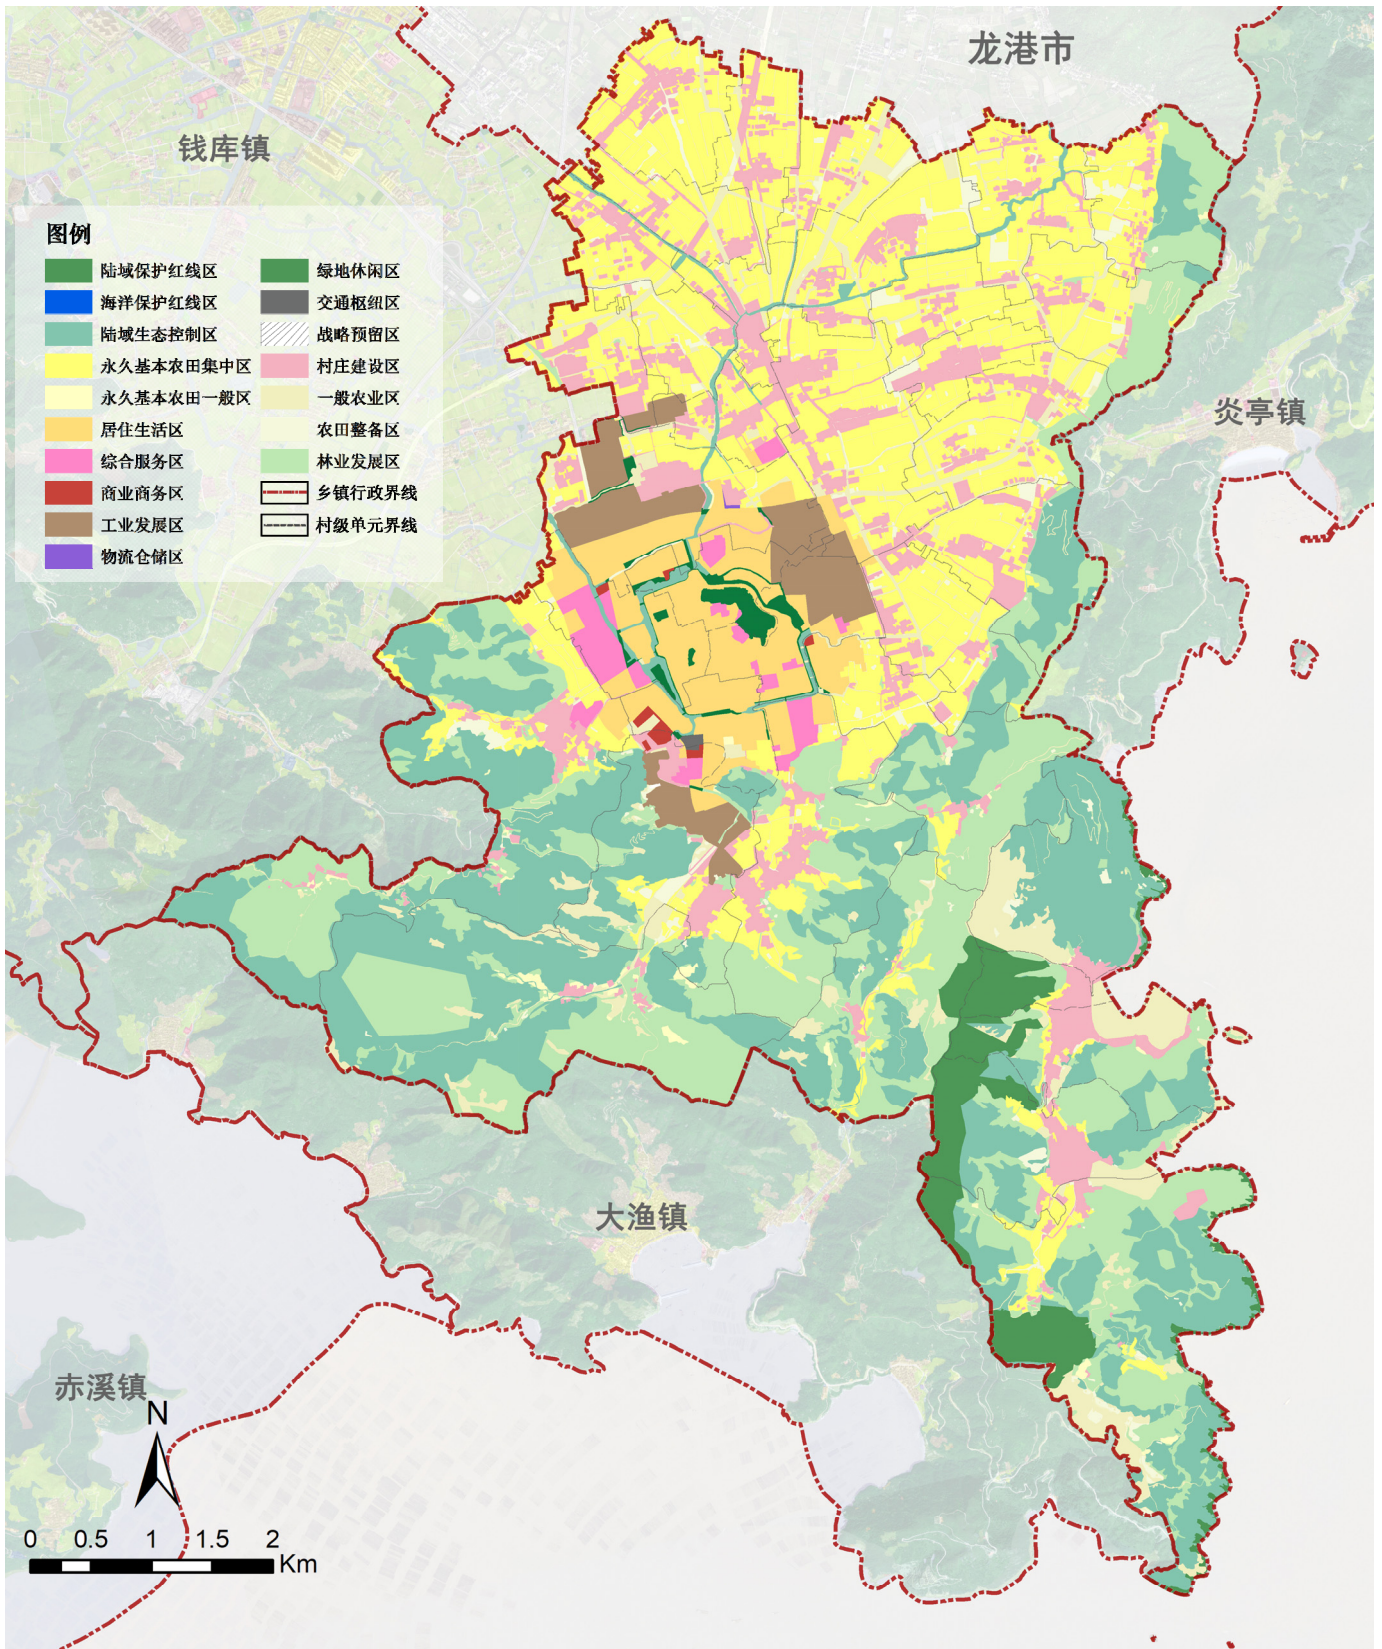 龙港市
钱库镇
图例
陆域保护红线区
绿地休闲区
海洋保护红线区
交通枢纽区
陆域生态控制区
战略预留区
永久基本农田集中区
村庄建设区
永久基本农田一般区
一般农业区
居住生活区
农田整备区
综合服务区
林业发展区
商业商务区
乡镇行政界线
工业发展区
村级单元界线
物流仓储区
炎亭镇
大渔镇
赤溪镇
N
0 0.5 1 1.5 2
Km